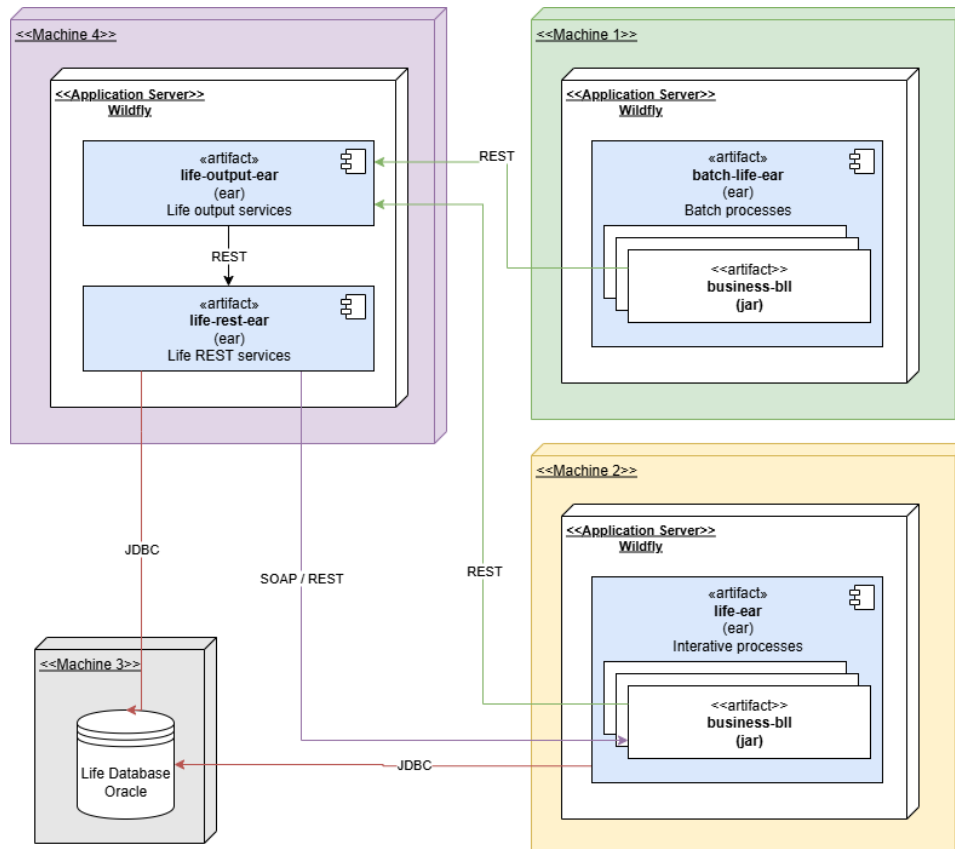 <<Machine 4>>
<<Application Server>>
Wildfly
«artifact»
life-output-ear
(ear)
Life output services
REST
«artifact»
life-rest-ear
(ear)
Life REST services
<<Machine 1>>
<<Application Server>>
Wildfly
«artifact»
batch-life-ear
(ear)
Batch processes
<<artifact>>
business-bll
(jar)
REST
<<Machine 2>>
<<Application Server>>
Wildfly
«artifact»
life-ear
(ear)
Interative processes
<<artifact>>
business-bll
(jar)
JDBC
SOAP / REST
REST
<<Machine 3>>
Life Database
Oracle
JDBC